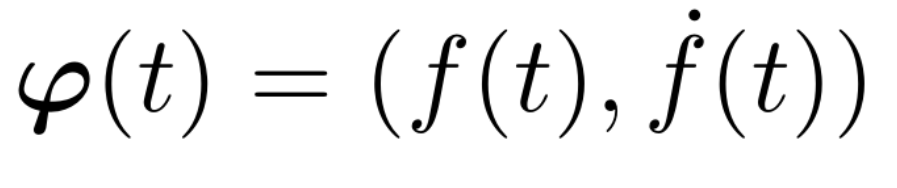 φ(t) = (f(t), ḟ(t))